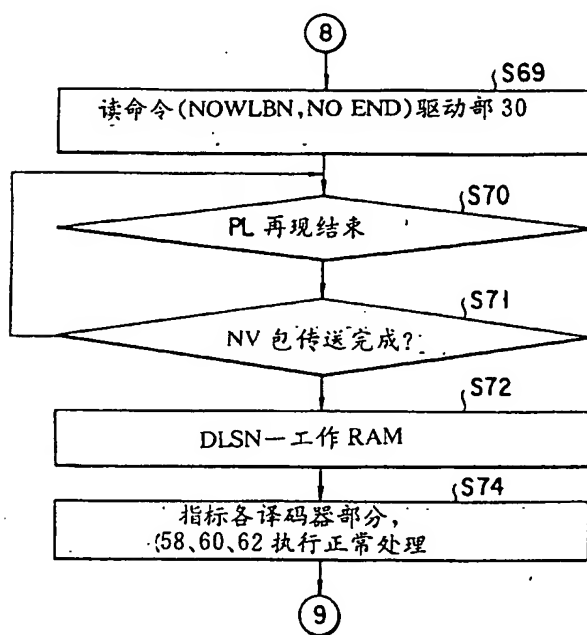 8
S69
读命令(NOWLBN,NO END)驱动部 30
S70
PL 再现结束
S71
NV 包传送完成?
S72
DLSN－工作 RAM
S74
指标各译码器部分,
(58、60、62 执行正常处理
9